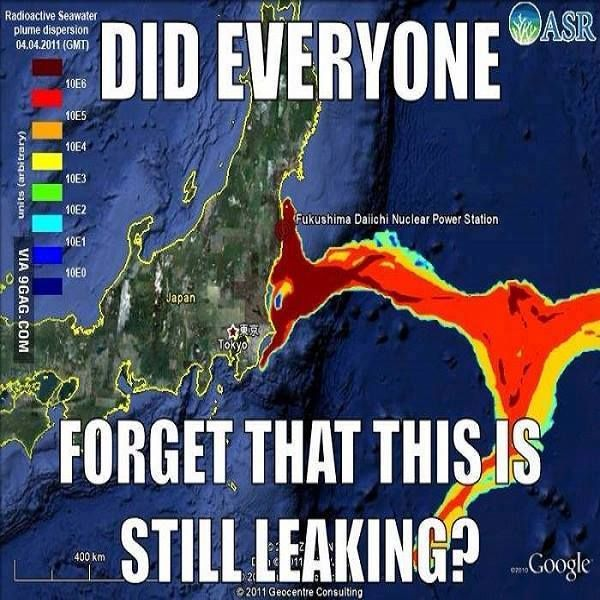 Radioactive Seawater
plume dispersion
04.04.2011 (GMT)
DID EVERYONE
ASR
units (arbitrary)
10E6
10E5
10E4
10E3
10E2
10E1
10E0
VIA 9GAG.COM
Fukushima Daiichi Nuclear Power Station
Japan
東京
Tokyo
FORGET THAT THIS IS
STILL LEAKING?
400 km
© 2011 Geocentre Consulting
©2010 Google